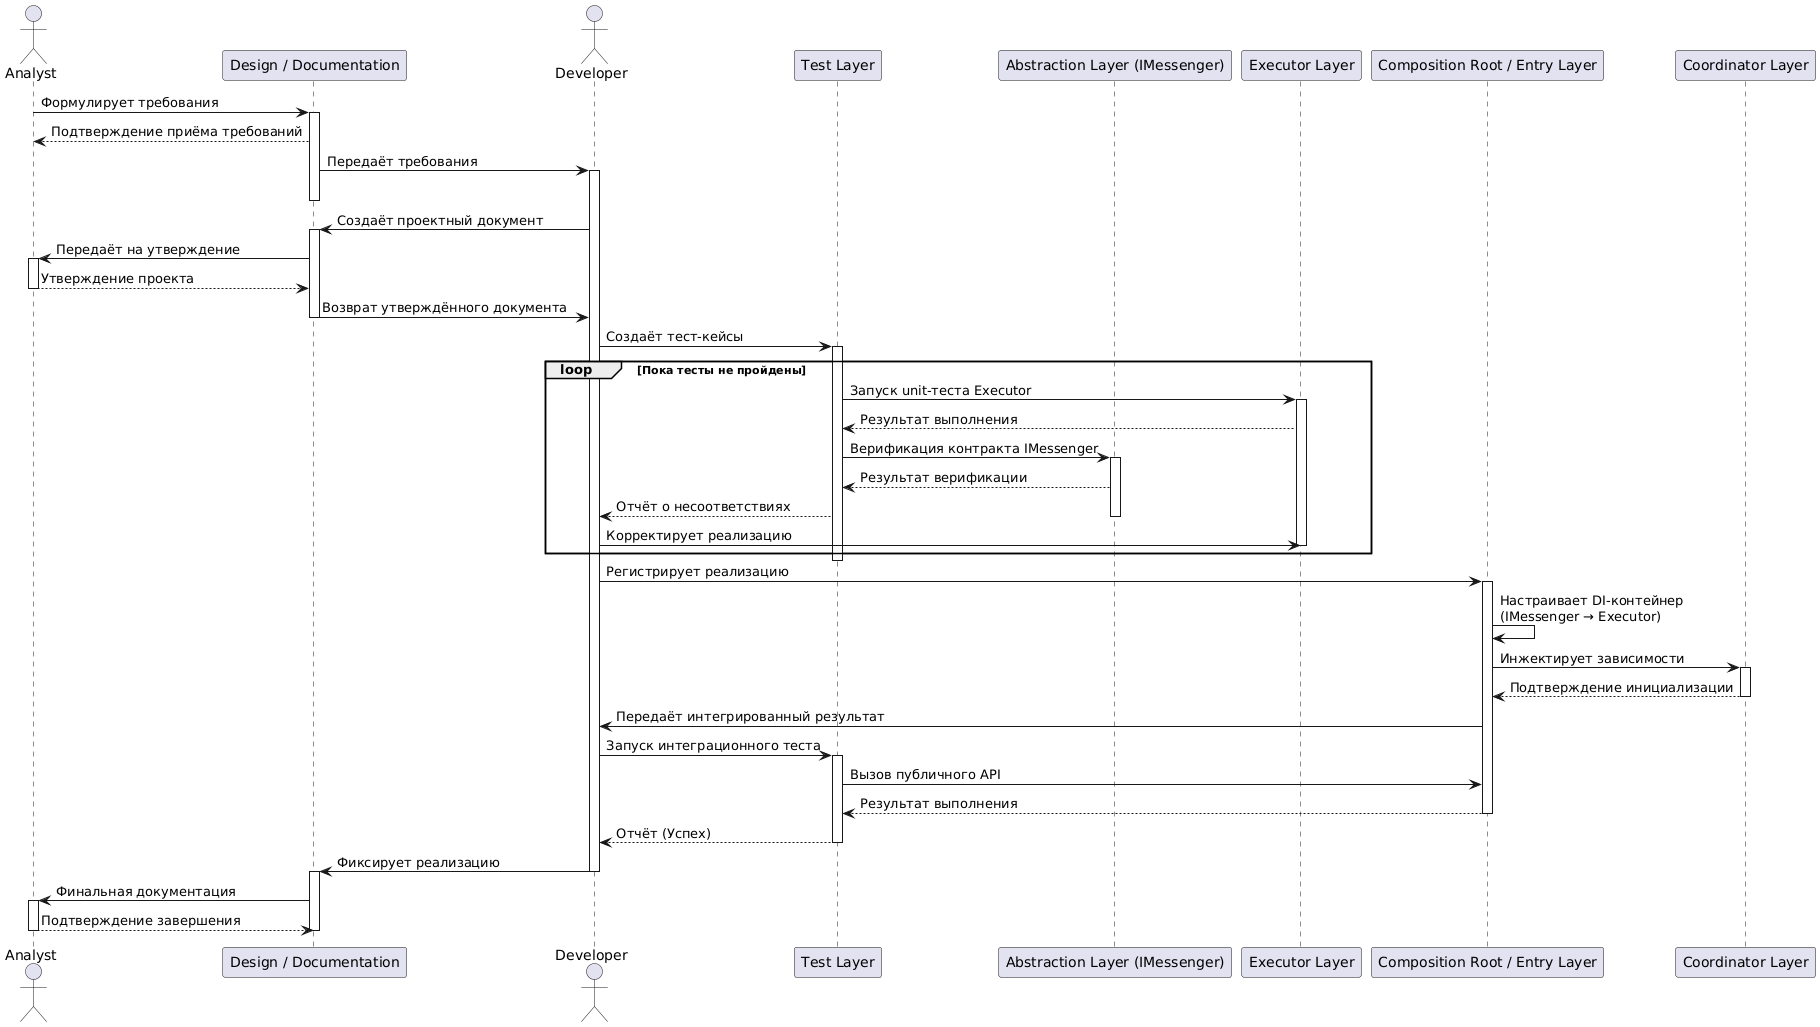 Analyst
Design / Documentation
Developer
Test Layer
Abstraction Layer (IMessenger)
Executor Layer
Composition Root / Entry Layer
Coordinator Layer
Формулирует требования
Подтверждение приёма требований
Передаёт требования
Создаёт проектный документ
Передаёт на утверждение
Утверждение проекта
Возврат утверждённого документа
Создаёт тест-кейсы
loop
[Пока тесты не пройдены]
Запуск unit-теста Executor
Результат выполнения
Верификация контракта IMessenger
Результат верификации
Отчёт о несоответствиях
Корректирует реализацию
Регистрирует реализацию
Настраивает DI-контейнер
(IMessenger → Executor)
Инжектирует зависимости
Подтверждение инициализации
Передаёт интегрированный результат
Запуск интеграционного теста
Вызов публичного API
Результат выполнения
Отчёт (Успех)
Фиксирует реализацию
Финальная документация
Подтверждение завершения
Analyst
Design / Documentation
Developer
Test Layer
Abstraction Layer (IMessenger)
Executor Layer
Composition Root / Entry Layer
Coordinator Layer